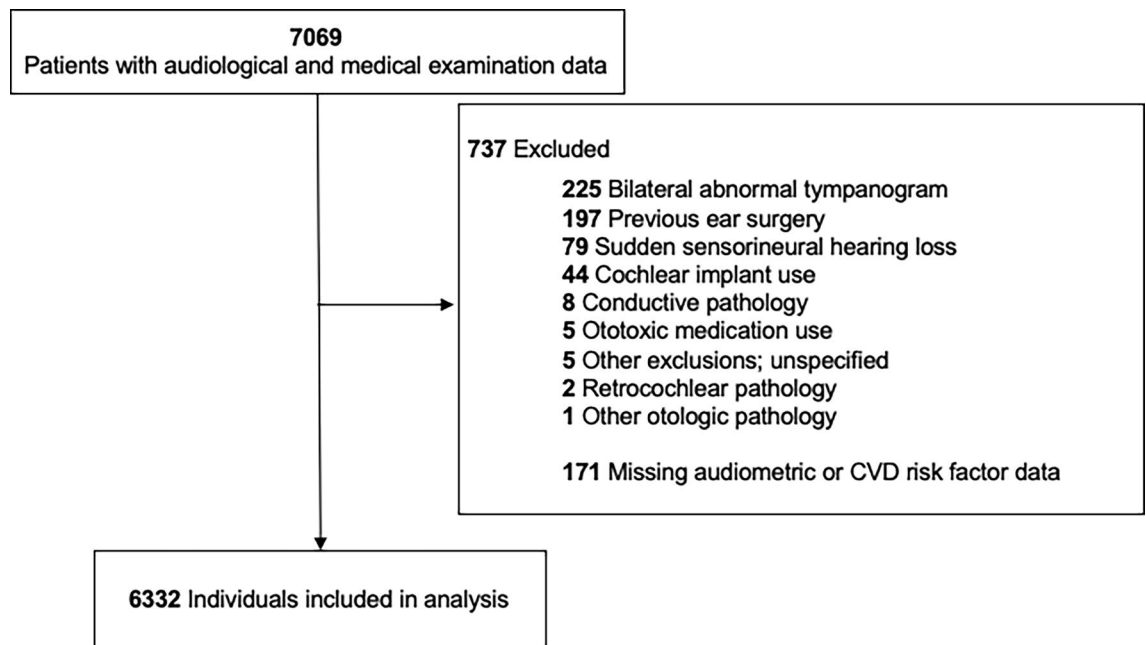 7069
Patients with audiological and medical examination data
737 Excluded
225 Bilateral abnormal tympanogram
197 Previous ear surgery
79 Sudden sensorineural hearing loss
44 Cochlear implant use
8 Conductive pathology
5 Ototoxic medication use
5 Other exclusions; unspecified
2 Retrocochlear pathology
1 Other otologic pathology
171 Missing audiometric or CVD risk factor data
6332 Individuals included in analysis